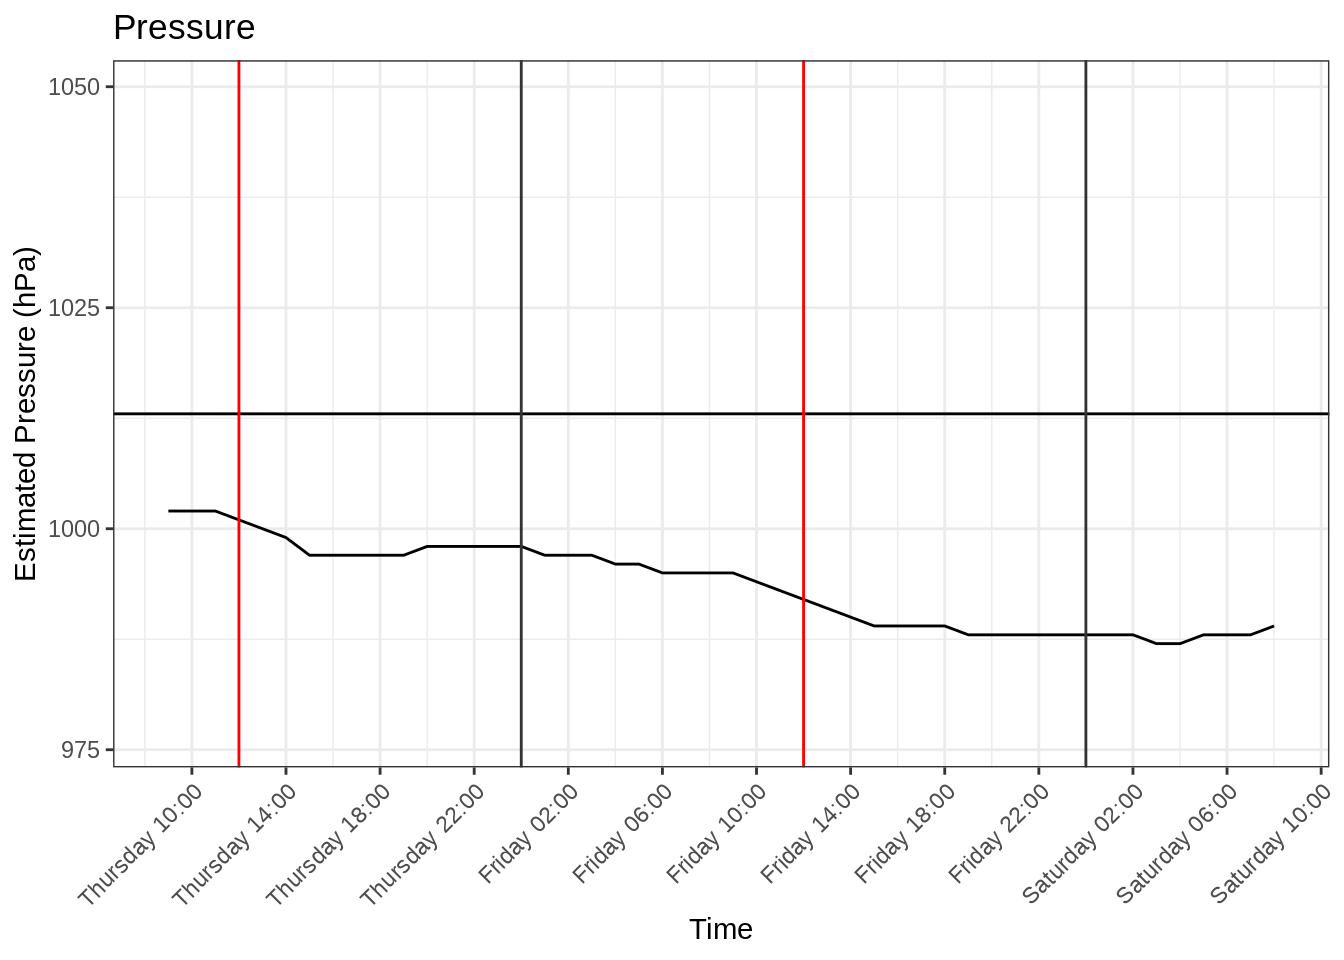 Pressure
Estimated Pressure (hPa)
1050
1025
1000
975
Thursday 10:00
Thursday 14:00
Thursday 18:00
Thursday 22:00
Friday 02:00
Friday 06:00
Friday 10:00
Friday 14:00
Friday 18:00
Friday 22:00
Saturday 02:00
Saturday 06:00
Saturday 10:00
Time